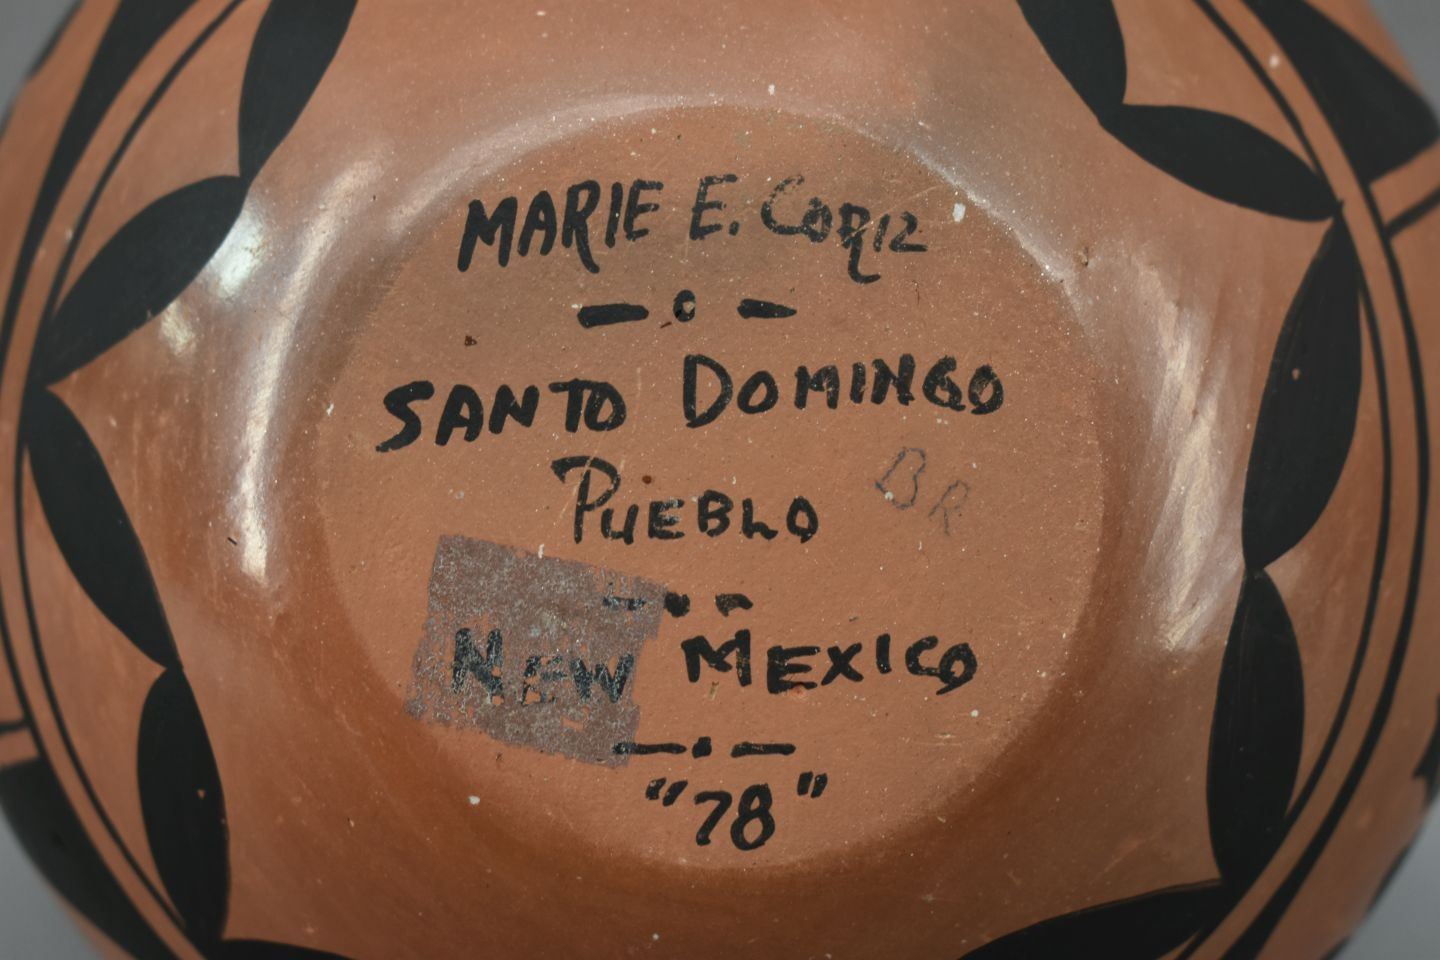 MARIE E. CORIZ
SANTO DOMINGO
PUEBLO
BR
NEW MEXICO
"78"